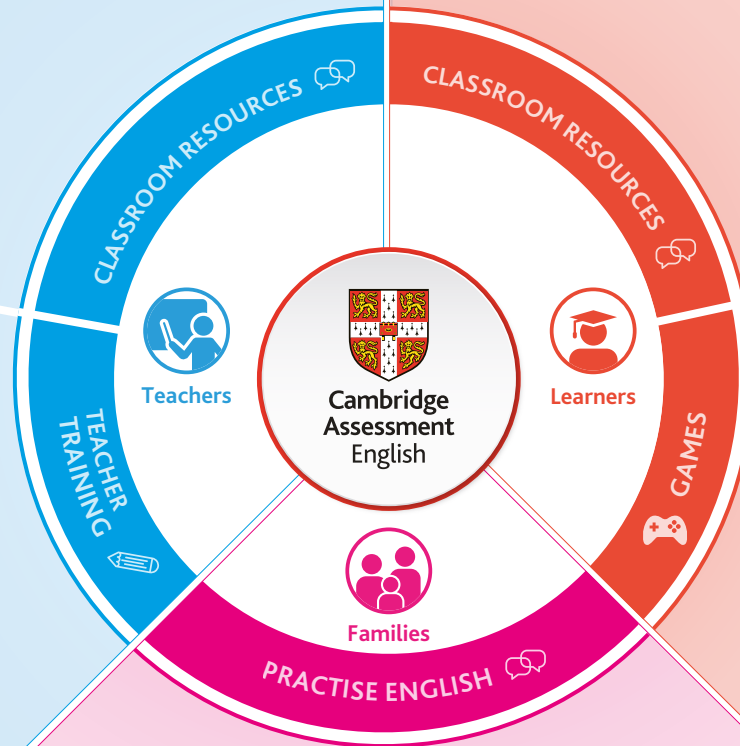 CLASSROOM RESOURCES
CLASSROOM RESOURCES
Teachers
Learners
Cambridge
Assessment
English
TEACHER
TRAINING
GAMES
Families
PRACTISE ENGLISH